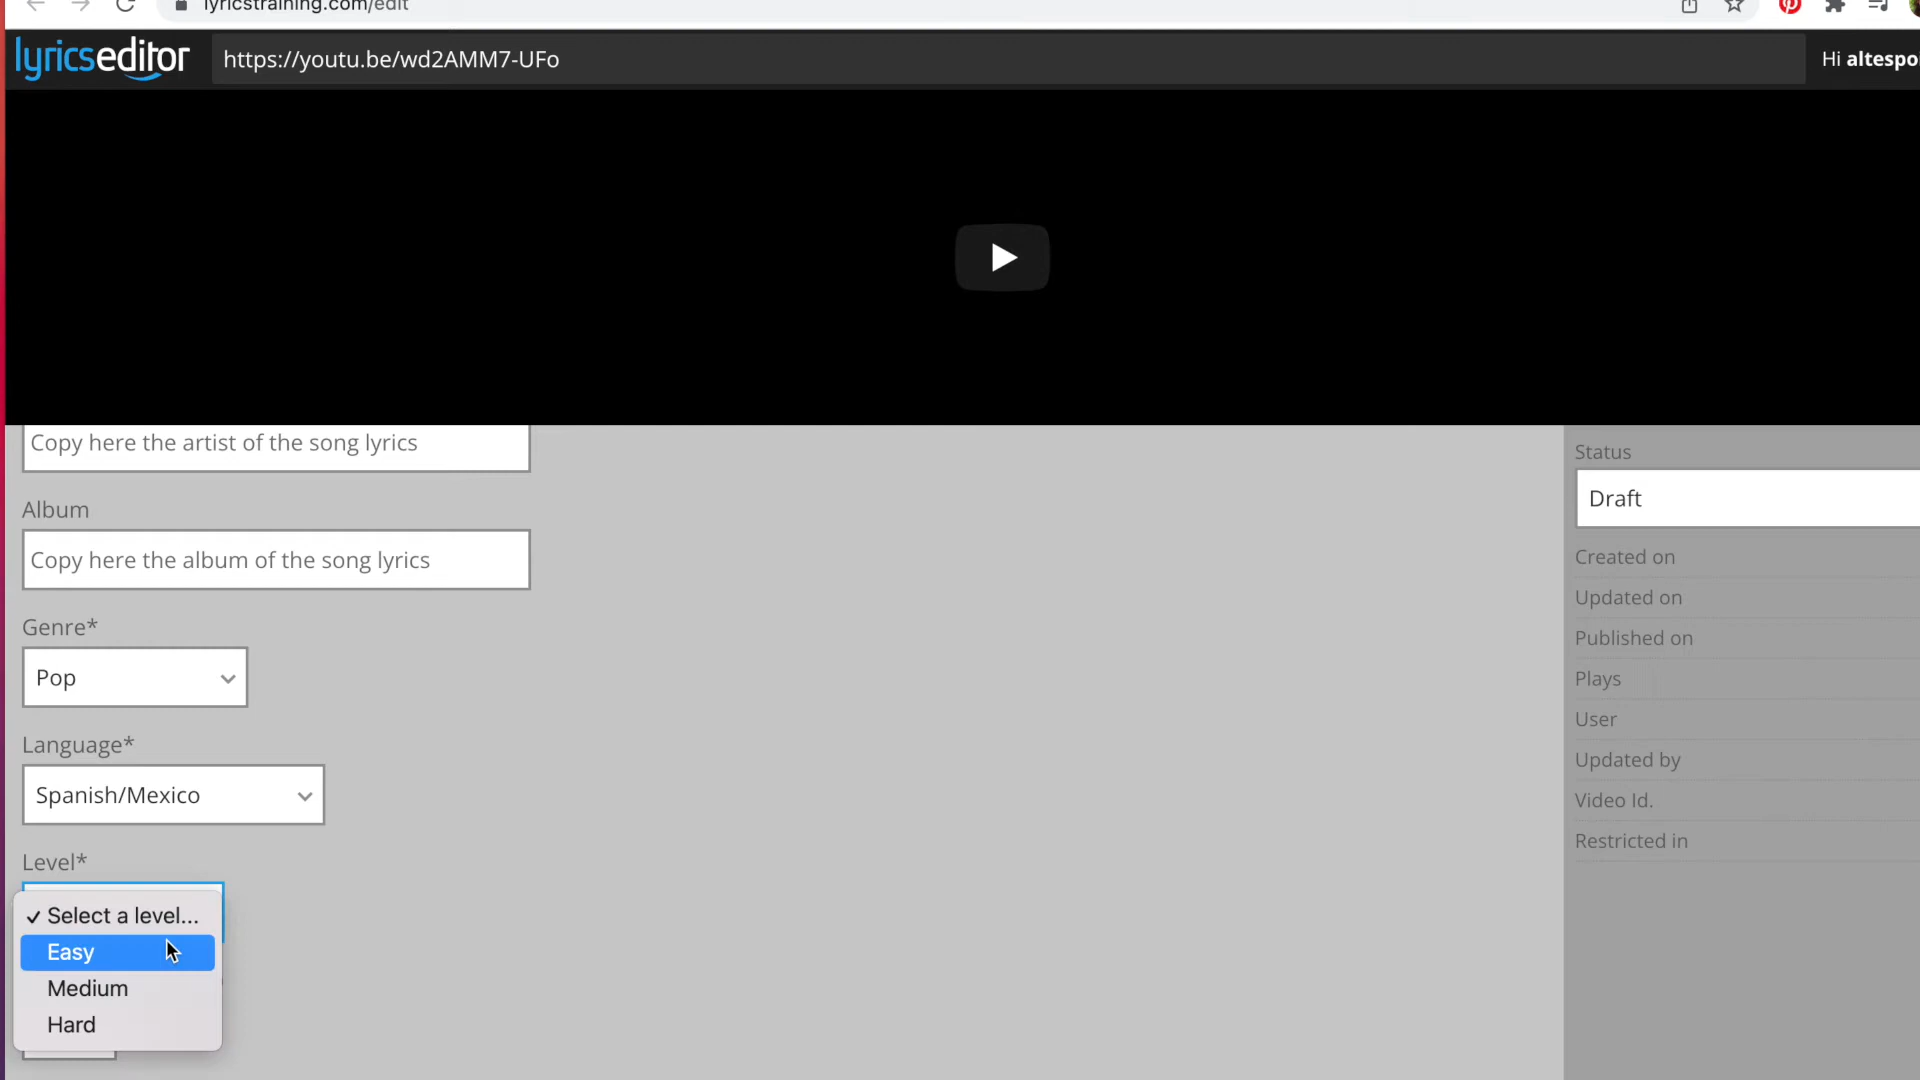 lyricstraining.com/edit
lyricseditor https://youtu.be/wd2AMM7-UFo Hi altespo
Copy here the artist of the song lyrics
Album
Copy here the album of the song lyrics
Genre*
Pop
Language*
Spanish/Mexico
Level*
✓ Select a level...
Easy
Medium
Hard
Status
Draft
Created on
Updated on
Published on
Plays
User
Updated by
Video Id.
Restricted in